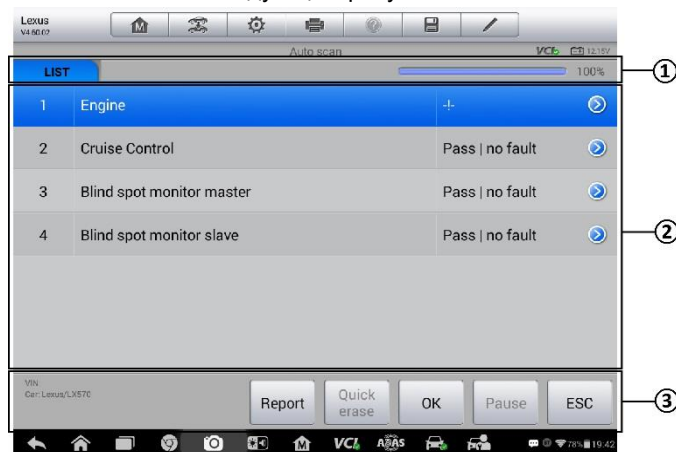 Lexus
V4.60.02
Auto scan
VCI 12.15V
LIST
100%
①
1 Engine -!-
2 Cruise Control Pass | no fault
3 Blind spot monitor master Pass | no fault
4 Blind spot monitor slave Pass | no fault
②
VIN
Car: Lexus/LX570
Report Quick erase OK Pause ESC
③
VCI ADAS 78% 19:42